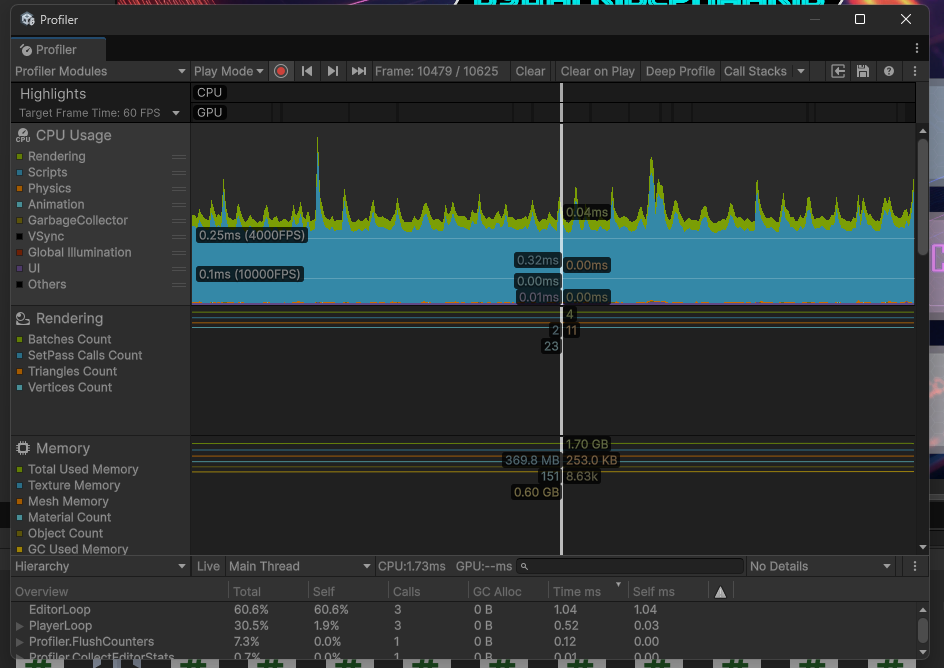 Profiler
Profiler
Profiler Modules Play Mode Frame: 10479 / 10625 Clear Clear on Play Deep Profile Call Stacks
Highlights
Target Frame Time: 60 FPS
CPU
GPU
CPU Usage
Rendering
Scripts
Physics
Animation
GarbageCollector
VSync
Global Illumination
UI
Others
0.25ms (4000FPS)
0.1ms (10000FPS)
0.04ms
0.32ms
0.00ms
0.00ms
0.01ms
0.00ms
Rendering
Batches Count
SetPass Calls Count
Triangles Count
Vertices Count
4
2
11
23
Memory
Total Used Memory
Texture Memory
Mesh Memory
Material Count
Object Count
GC Used Memory
1.70 GB
369.8 MB
253.0 KB
151
8.63k
0.60 GB
Hierarchy Live Main Thread CPU:1.73ms GPU:--ms No Details
Overview Total Self Calls GC Alloc Time ms Self ms
EditorLoop 60.6% 60.6% 3 0 B 1.04 1.04
PlayerLoop 30.5% 1.9% 3 0 B 0.52 0.03
Profiler.FlushCounters 7.3% 0.0% 1 0 B 0.12 0.00
Profiler.CollectEditorStats 0.7% 0.0% 1 0 B 0.01 0.00